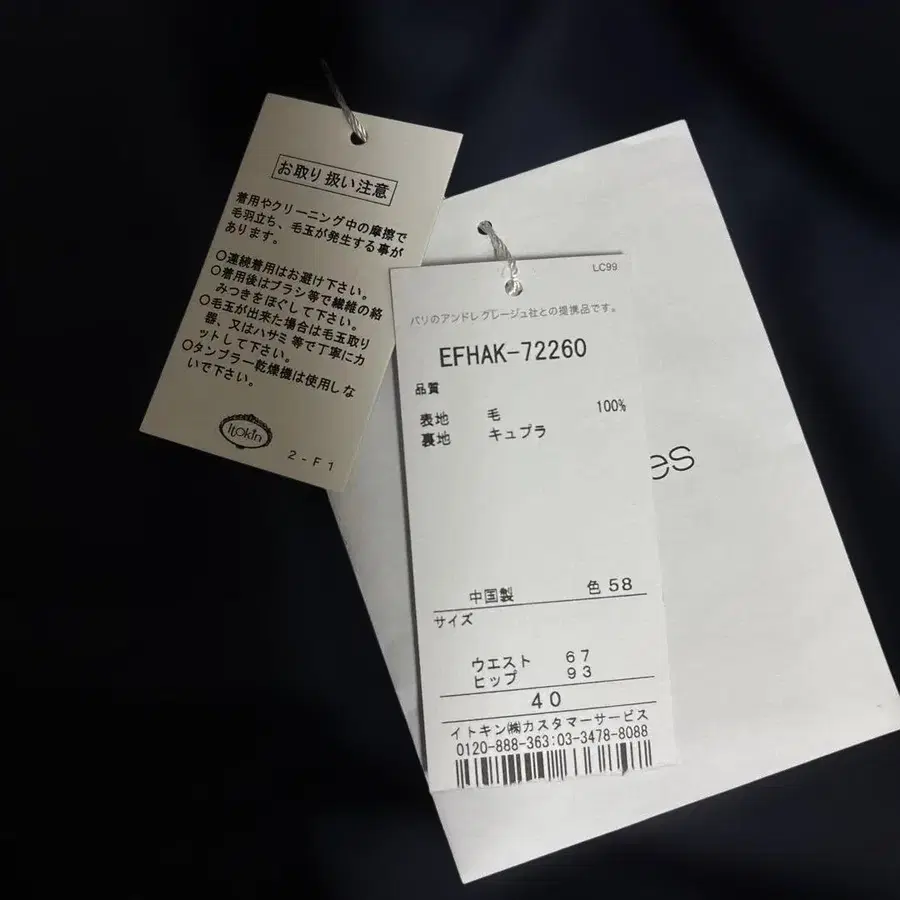 お取り扱い注意
着用やクリーニング中の摩擦で
毛羽立ち、毛玉が発生する事が
あります。
○連続着用はお避け下さい。
○着用後はブラシ等で繊維の絡
みつきをほぐして下さい。
○毛玉が出来た場合は毛玉取り
器、又はハサミ等で丁寧にカ
ットして下さい。
○タンブラー乾燥機は使用しな
いで下さい。
itokin
2-F1
LC99
パリのアンドレクレージュ社との提携品です。
EFHAK-72260
品質
表地 毛 100%
裏地 キュプラ
中国製 色 58
サイズ
ウエスト 67
ヒップ 93
40
イトキン㈱カスタマーサービス
0120-888-363:03-3478-8088
es